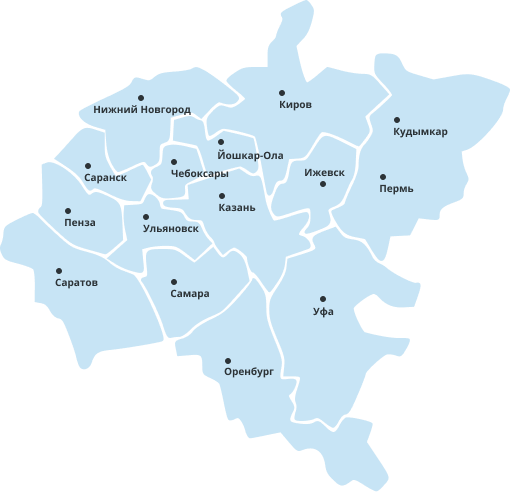 Нижний Новгород
Киров
Кудымкар
Йошкар-Ола
Саранск
Чебоксары
Ижевск
Пермь
Казань
Пенза
Ульяновск
Саратов
Самара
Уфа
Оренбург